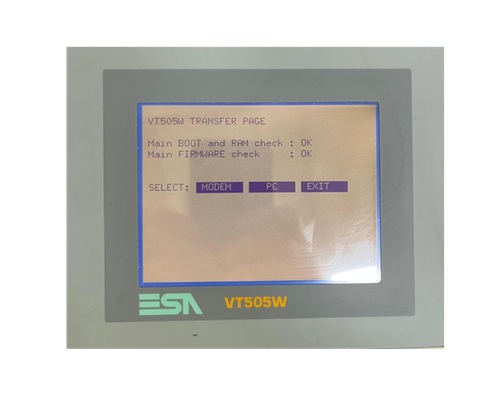 VT505W TRANSFER PAGE
Main BOOT and RAM check : OK
Main FIRMWARE check : OK
SELECT: MODEM PC EXIT
ESA VT505W